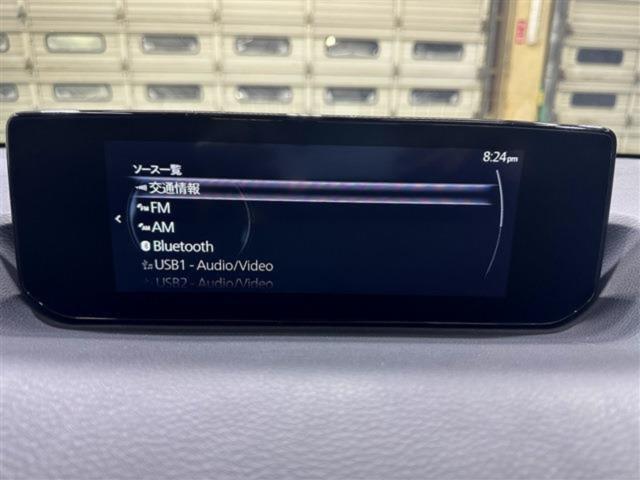 8:24pm
ソース一覧
交通情報
FM
AM
Bluetooth
USB1 - Audio/Video
USB2 - Audio/Video